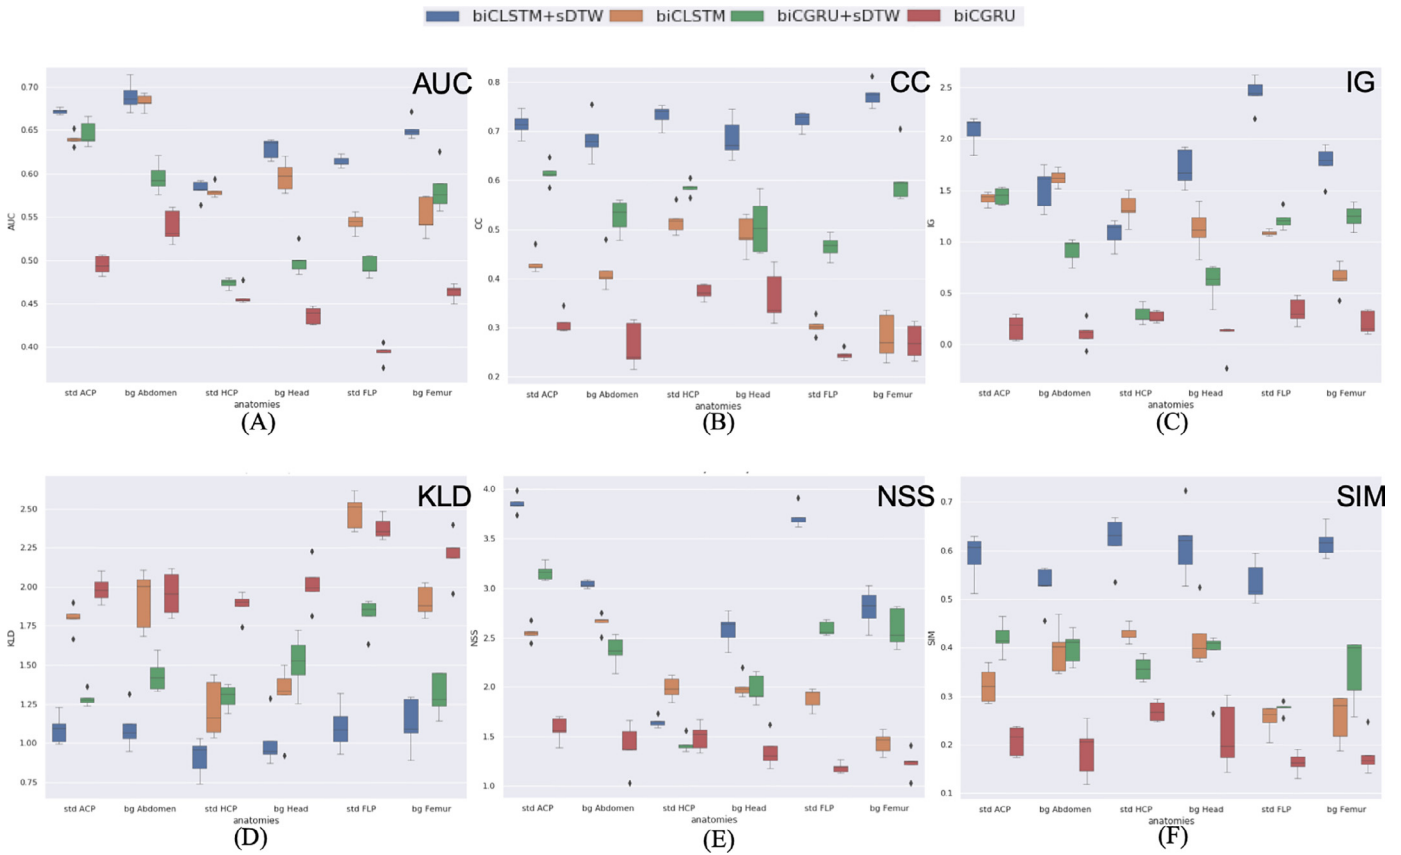 biCLSTM+sDTW biCLSTM biCGRU+sDTW biCGRU
AUC
0.70
0.65
0.60
0.55
0.50
0.45
0.40
AUC
std ACP bg Abdomen std HCP bg Head std FLP bg Femur
anatomies
(A)
CC
0.8
0.7
0.6
0.5
0.4
0.3
0.2
CC
std ACP bg Abdomen std HCP bg Head std FLP bg Femur
anatomies
(B)
IG
2.5
2.0
1.5
1.0
0.5
0.0
IG
std ACP bg Abdomen std HCP bg Head std FLP bg Femur
anatomies
(C)
KLD
2.50
2.25
2.00
1.75
1.50
1.25
1.00
0.75
KLD
std ACP bg Abdomen std HCP bg Head std FLP bg Femur
anatomies
(D)
NSS
4.0
3.5
3.0
2.5
2.0
1.5
1.0
NSS
std ACP bg Abdomen std HCP bg Head std FLP bg Femur
anatomies
(E)
SIM
0.7
0.6
0.5
0.4
0.3
0.2
0.1
SIM
std ACP bg Abdomen std HCP bg Head std FLP bg Femur
anatomies
(F)